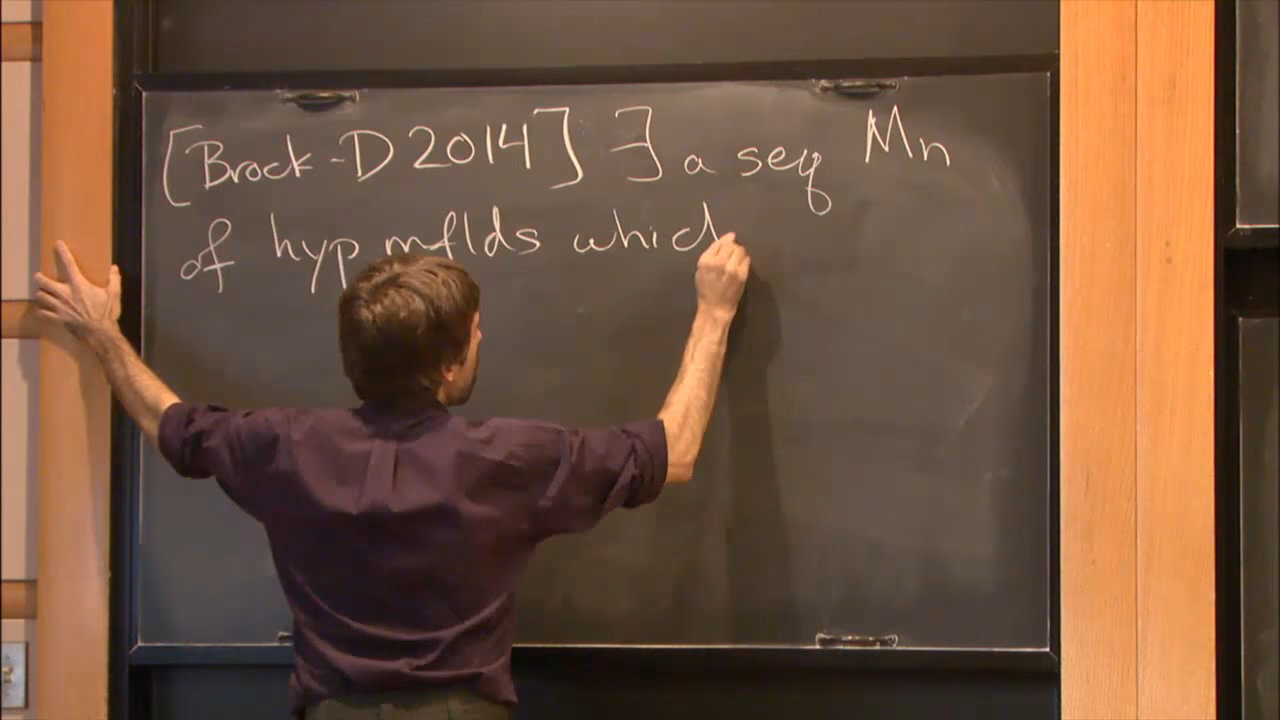 [Brock-D 2014] ∃ a seq Mn
of hyp mflds which